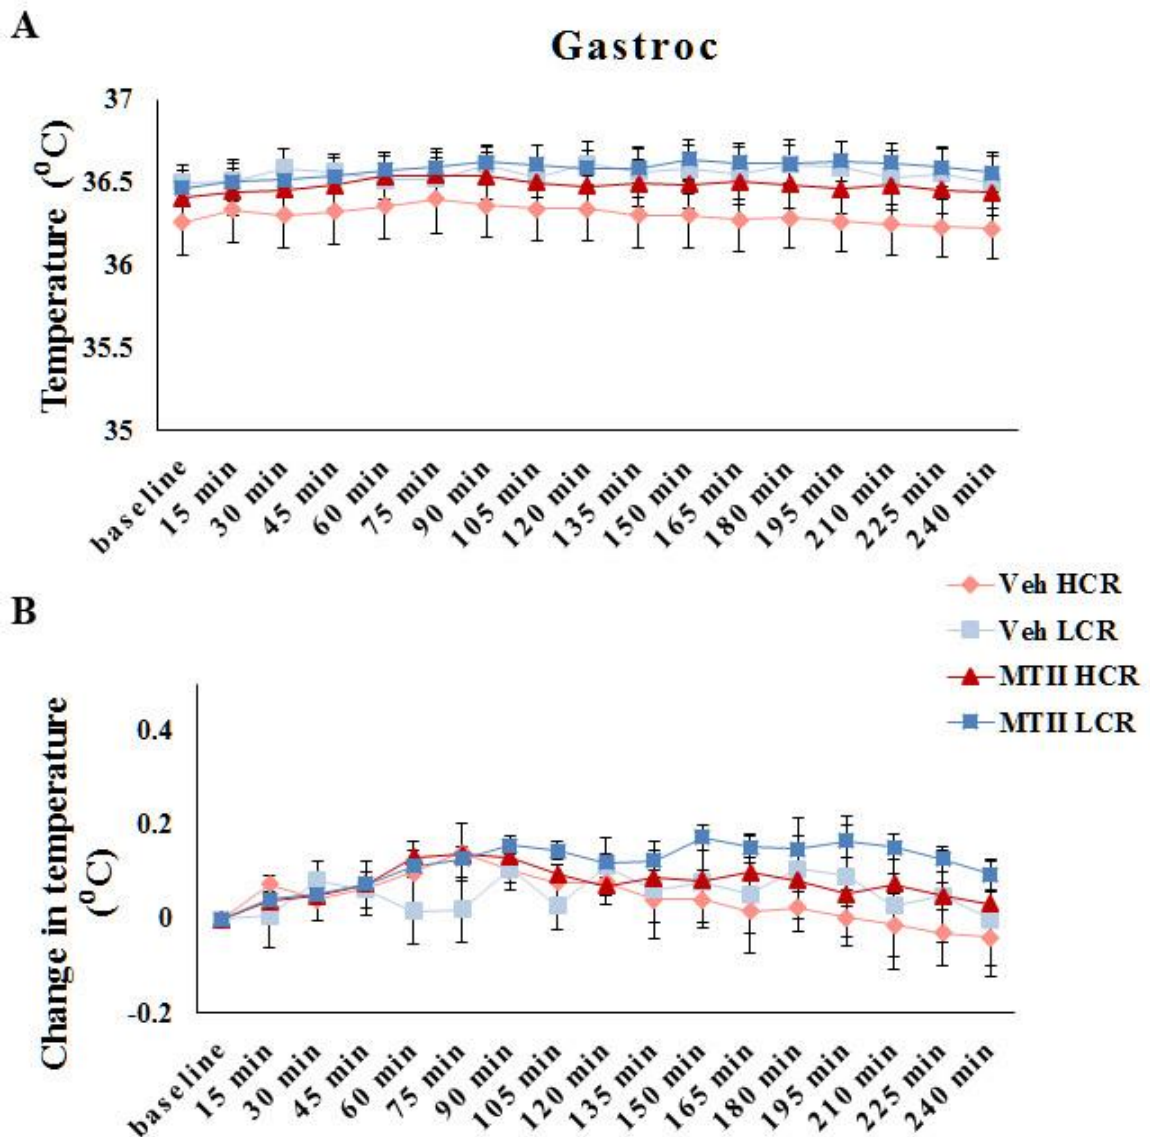 A
Gastroc
Temperature (⁰C)
37
36.5
36
35.5
35
baseline
15 min
30 min
45 min
60 min
75 min
90 min
105 min
120 min
135 min
150 min
165 min
180 min
195 min
210 min
225 min
240 min
Veh HCR
Veh LCR
MTII HCR
MTII LCR
B
Change in temperature
(⁰C)
0.4
0.2
0
-0.2
baseline
15 min
30 min
45 min
60 min
75 min
90 min
105 min
120 min
135 min
150 min
165 min
180 min
195 min
210 min
225 min
240 min